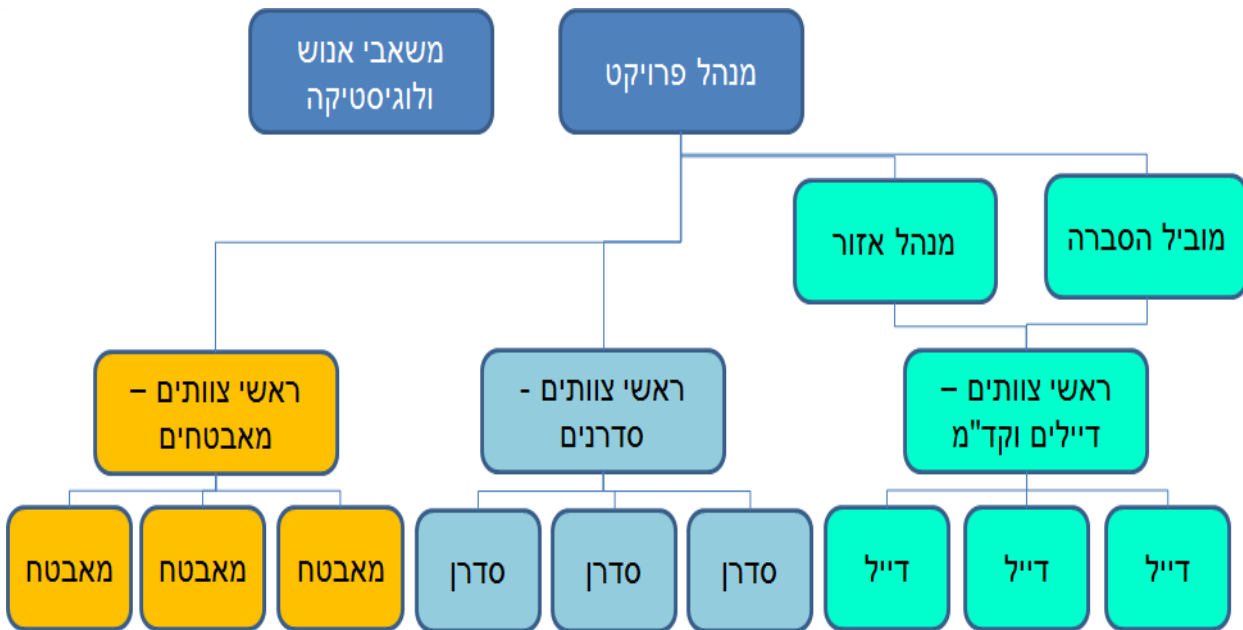 מנהל פרויקט
משאבי אנוש
ולוגיסטיקה
מוביל הסברה
מנהל אזור
ראשי צוותים –
דיילים וקד"מ
ראשי צוותים -
סדרנים
ראשי צוותים –
מאבטחים
דייל
דייל
דייל
סדרן
סדרן
סדרן
מאבטח
מאבטח
מאבטח